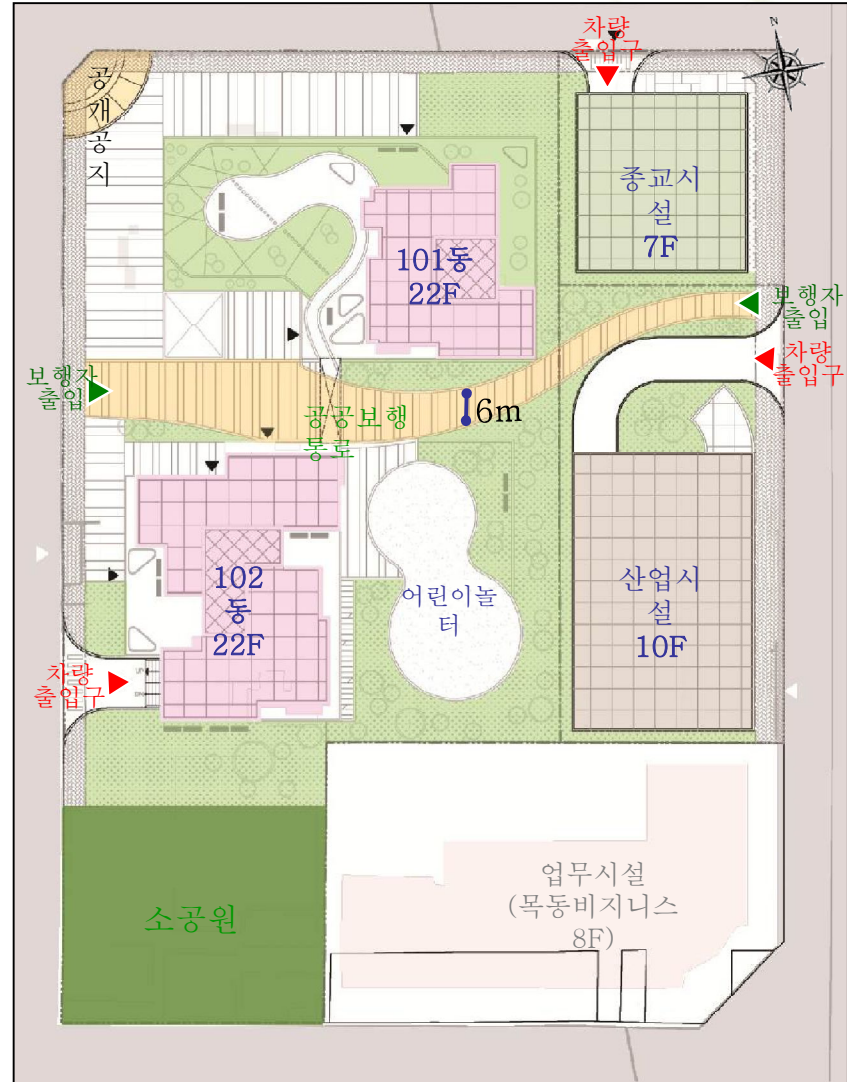 차량
출입구
N
공
개
공
지
종교시
설
7F
101동
22F
보행자
출입
차량
출입구
보행자
출입
6m
공공보행
통로
102
동
22F
어린이놀
터
산업시
설
10F
차량
출입구
업무시설
(목동비지니스
8F)
소공원